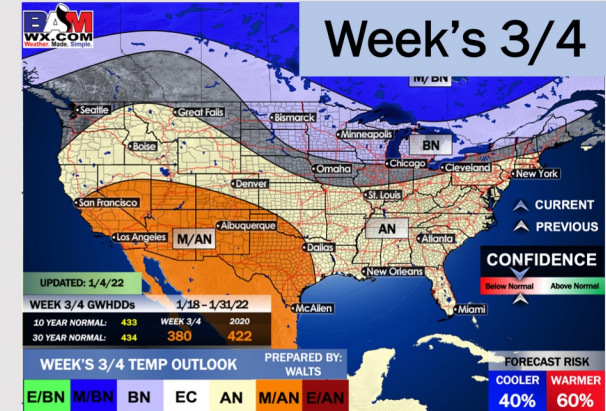 BAM
WX.COM
Weather. Made. Simple.
Week's 3/4
M/BN
Seattle
Great Falls
Bismarck
Minneapolis
BN
Boise
Chicago
Cleveland
Omaha
New York
Denver
St. Louis
San Francisco
CURRENT
Albuquerque
PREVIOUS
Los Angeles
M/AN
AN
Atlanta
Dallas
CONFIDENCE
New Orleans
Below Normal
Above Normal
UPDATED: 1/4/22
WEEK 3/4 GWHDDs
1/18 - 1/31/22
McAllen
Miami
10 YEAR NORMAL: 433
WEEK 3/4
2020
30 YEAR NORMAL: 434
380
422
WEEK'S 3/4 TEMP OUTLOOK
PREPARED BY:
WALTS
FORECAST RISK
COOLER
WARMER
40%
60%
E/BN
M/BN
BN
EC
AN
M/AN
E/AN